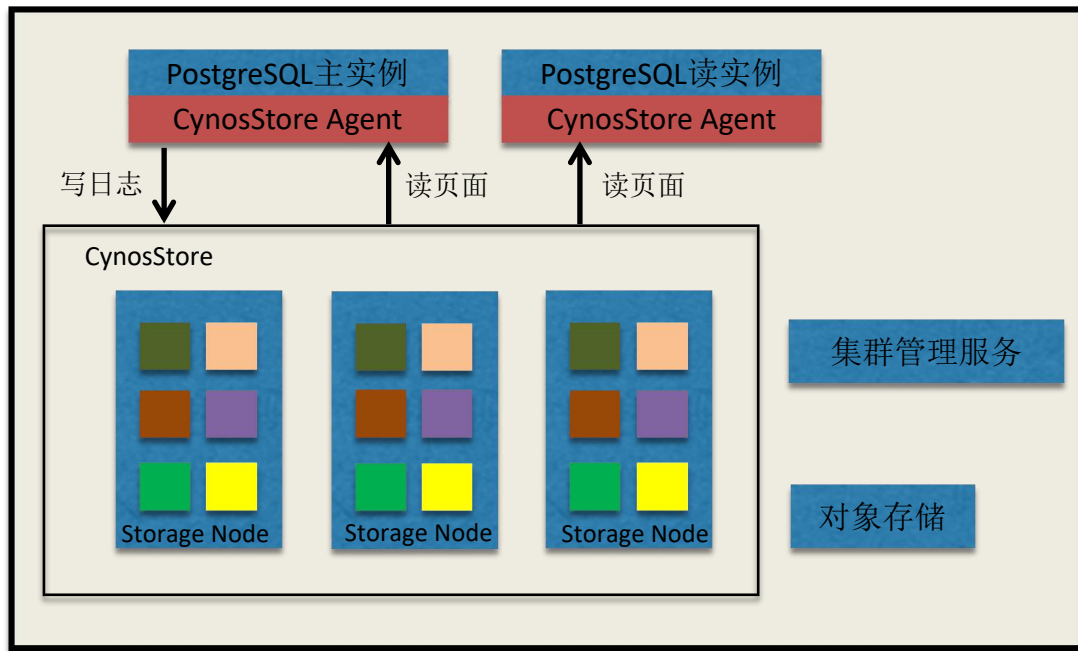 PostgreSQL主实例
PostgreSQL读实例
CynosStore Agent
CynosStore Agent
写日志
读页面
读页面
CynosStore
集群管理服务
对象存储
Storage Node
Storage Node
Storage Node